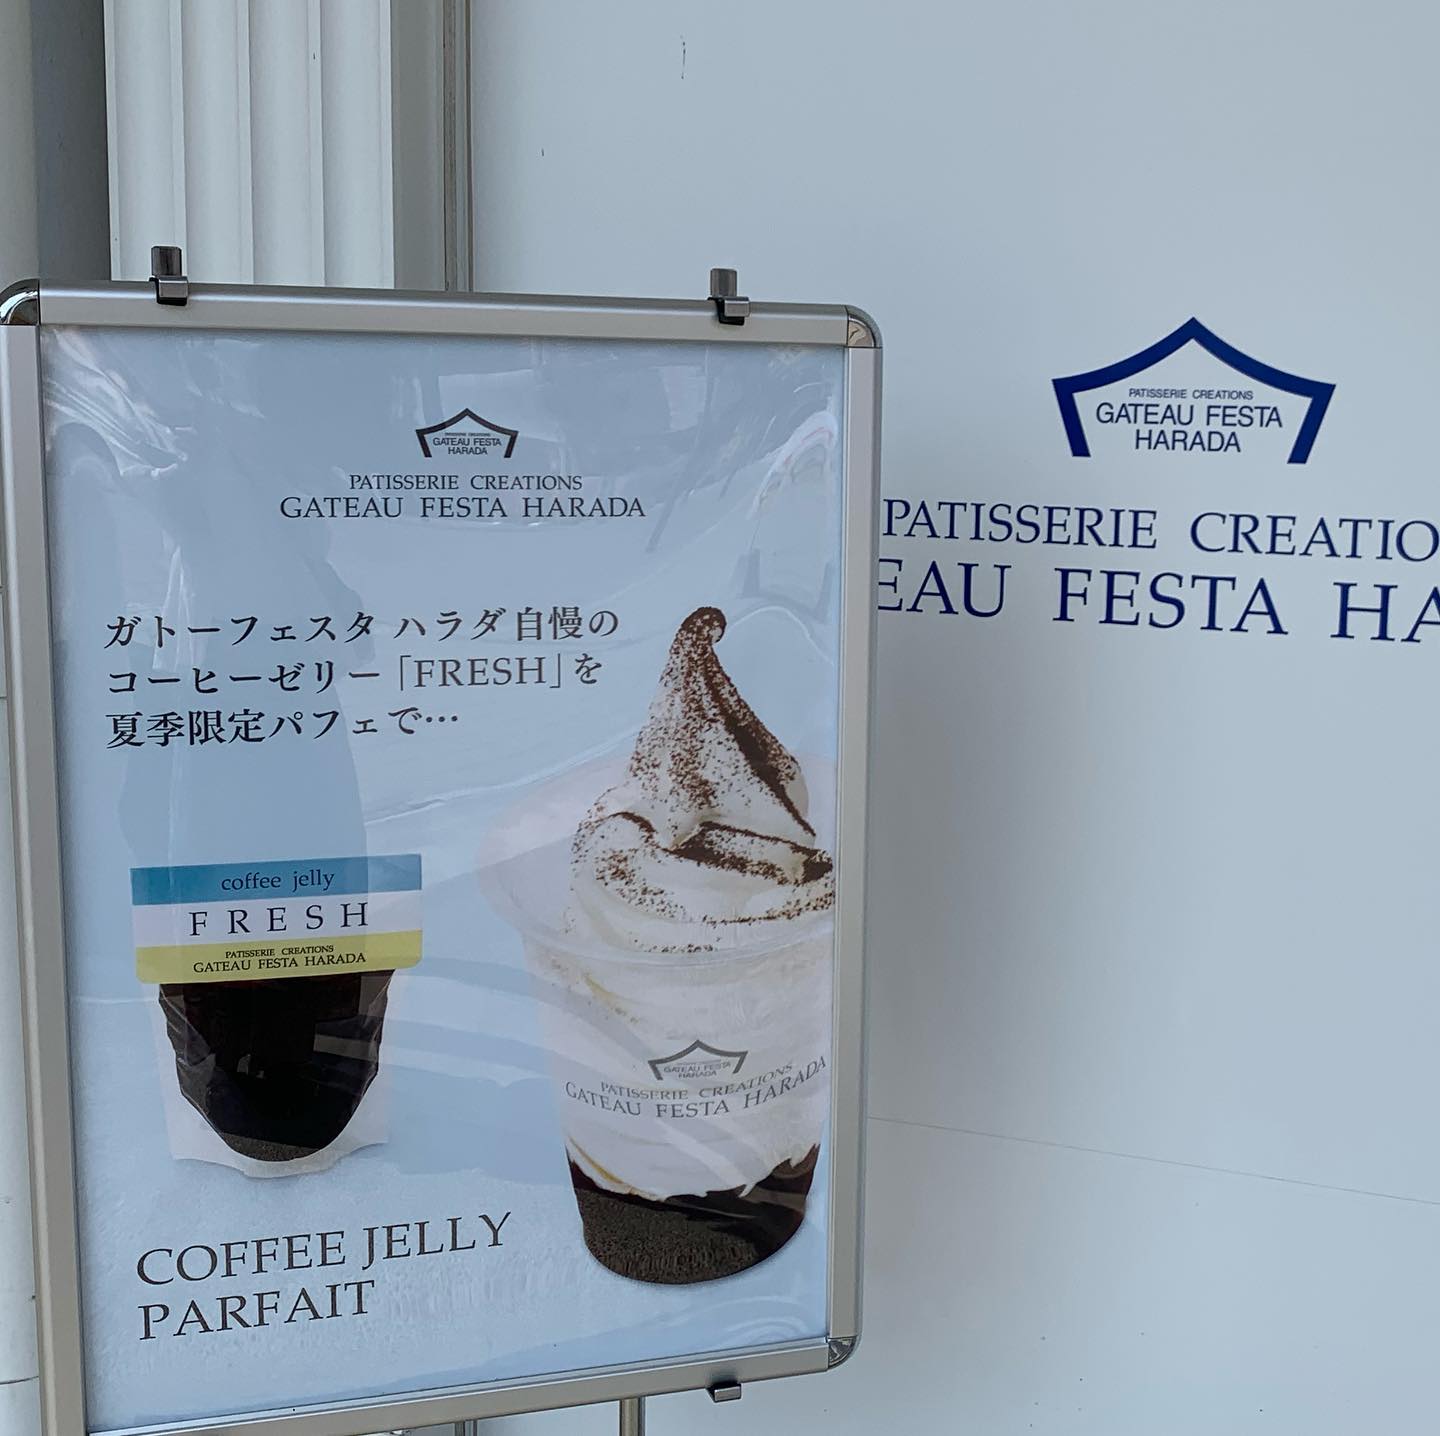 PATISSERIE CREATIONS
GATEAU FESTA
HARADA
PATISSERIE CREATIONS
GATEAU FESTA HARADA
ガトーフェスタ ハラダ自慢の
コーヒーゼリー「FRESH」を
夏季限定パフェで…
coffee jelly
FRESH
PATISSERIE CREATIONS
GATEAU FESTA HARADA
PATISSERIE CREATIONS
GATEAU FESTA
HARADA
PATISSERIE CREATIONS
GATEAU FESTA HARADA
COFFEE JELLY
PARFAIT
PATISSERIE CREATIONS
GATEAU FESTA
HARADA
PATISSERIE CREATIO
EAU FESTA HA